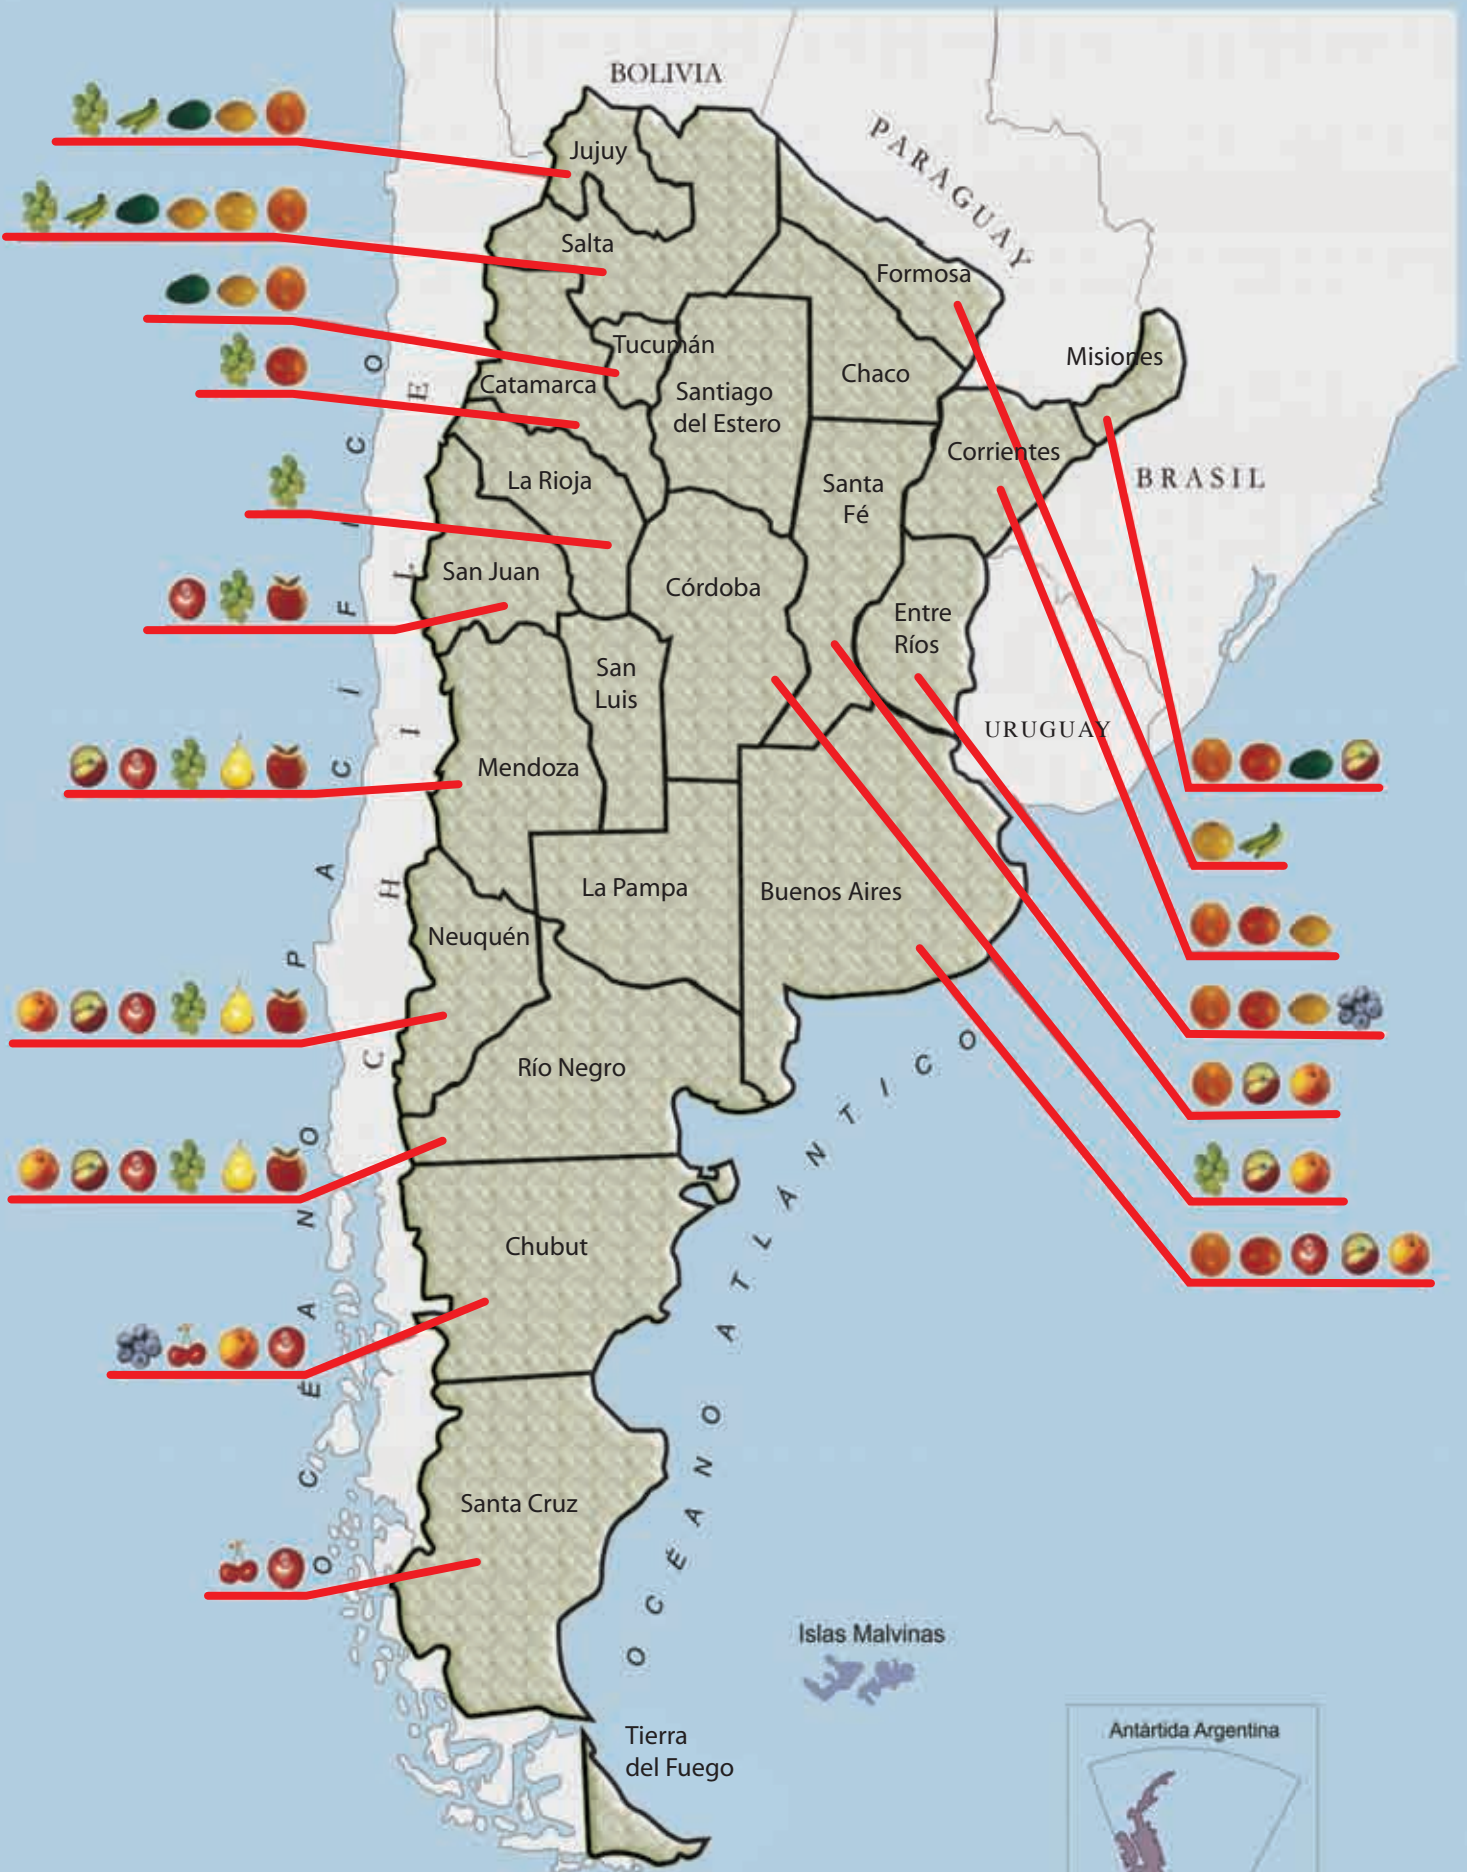 BOLIVIA
PARAGUAY
Jujuy
Salta
Formosa
Tucumán
Misiones
Chaco
Catamarca
Santiago
del Estero
Corrientes
BRASIL
La Rioja
Santa
Fé
San Juan
Córdoba
Entre
Ríos
San
Luis
URUGUAY
Mendoza
La Pampa
Buenos Aires
Neuquén
Río Negro
CHILE
OCÉANO PACIFICO
OCÉANO ATLÁNTICO
Chubut
Santa Cruz
Islas Malvinas
Tierra
del Fuego
Antártida Argentina